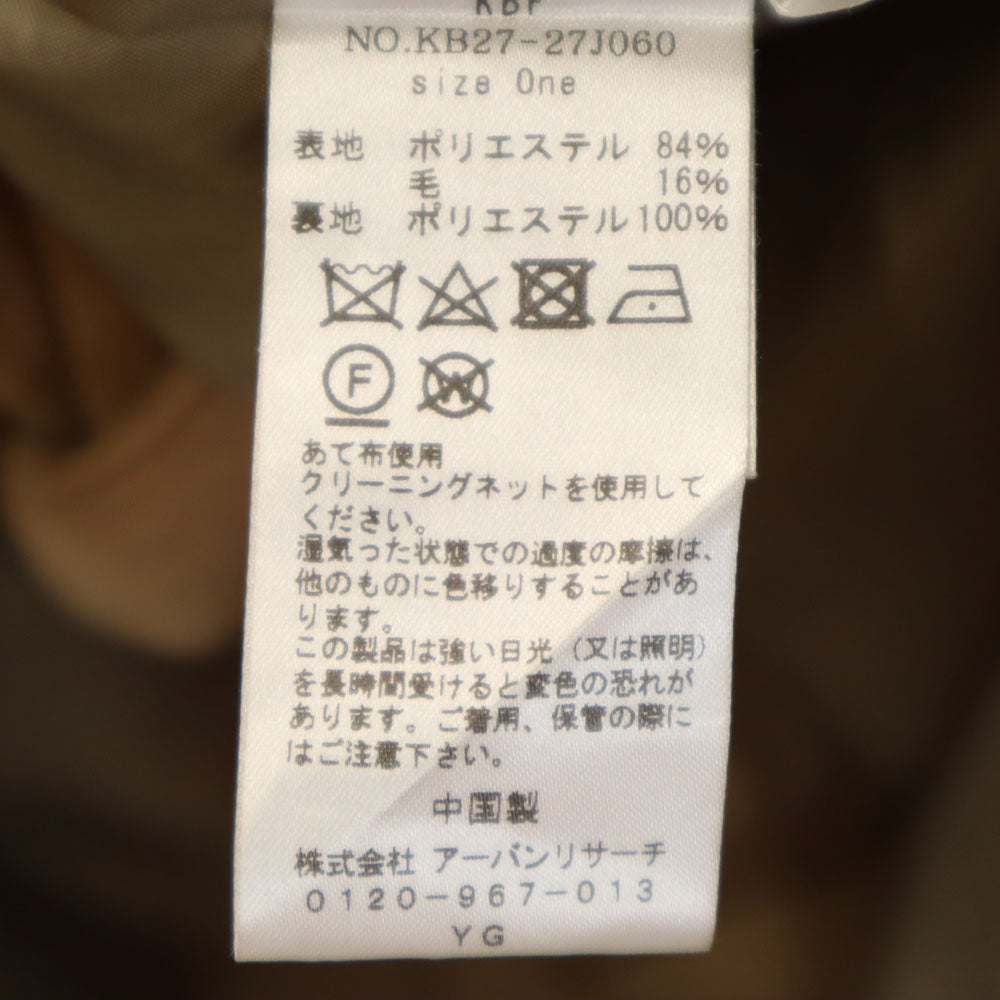 KBF
NO.KB27-27J060
size One
表地 ポリエステル 84%
毛 16%
裏地 ポリエステル100%
F
W
あて布使用
クリーニングネットを使用して
ください。
湿気った状態での過度の摩擦は、
他のものに色移りすることがあ
ります。
この製品は強い日光(又は照明)
を長時間受けると変色の恐れが
あります。ご着用、保管の際に
はご注意下さい。
中国製
株式会社 アーバンリサーチ
0120-967-013
YG